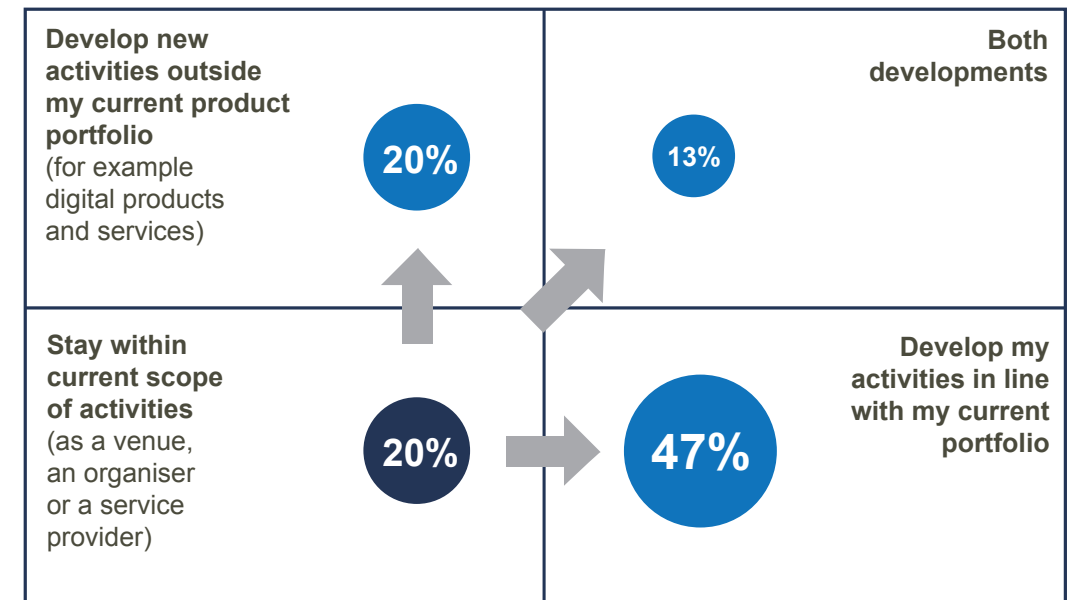 Develop new
activities outside
my current product
portfolio
(for example
digital products
and services)
20%
Both
developments
13%
Stay within
current scope
of activities
(as a venue,
an organiser
or a service
provider)
20%
Develop my
activities in line
with my current
portfolio
47%